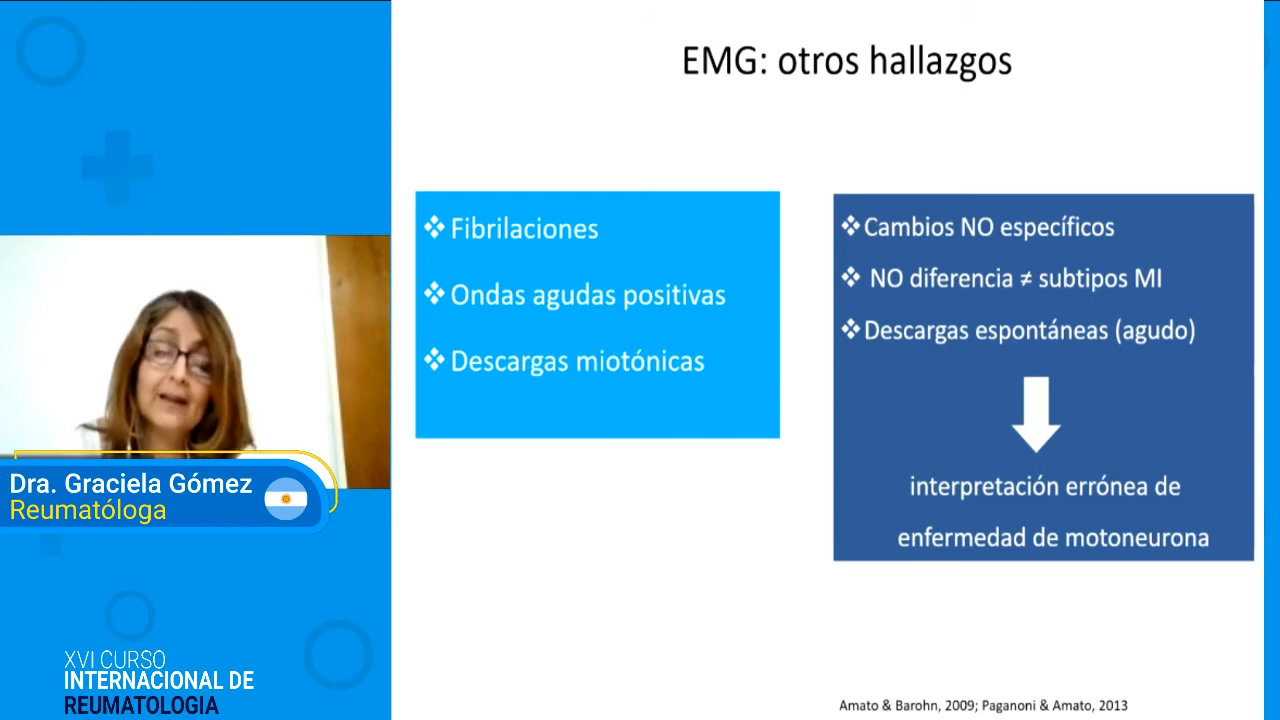 EMG: otros hallazgos
❖ Fibrilaciones
❖ Ondas agudas positivas
❖ Descargas miotónicas
❖ Cambios NO específicos
❖ NO diferencia ≠ subtipos MI
❖ Descargas espontáneas (agudo)
interpretación errónea de
enfermedad de motoneurona
Amato & Barohn, 2009; Paganoni & Amato, 2013
Dra. Graciela Gómez
Reumatóloga
XVI CURSO
INTERNACIONAL DE
REUMATOLOGIA